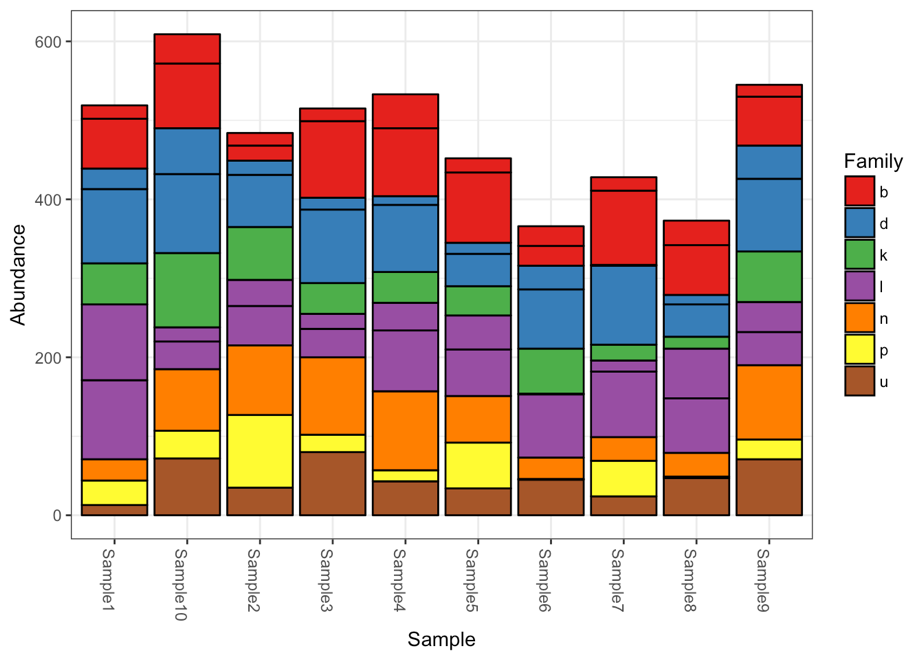 600
400
200
0
Abundance
Sample1
Sample10
Sample2
Sample3
Sample4
Sample5
Sample6
Sample7
Sample8
Sample9
Sample
Family
b
d
k
l
n
p
u